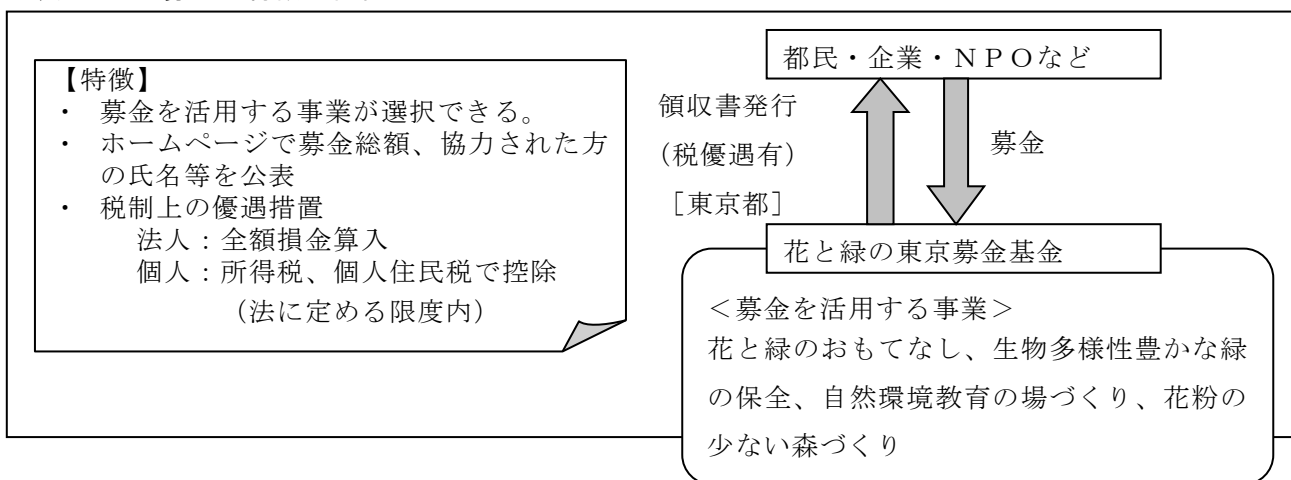 【特徴】
・ 募金を活用する事業が選択できる。
・ ホームページで募金総額、協力された方
の氏名等を公表
・ 税制上の優遇措置
法人：全額損金算入
個人：所得税、個人住民税で控除
（法に定める限度内）
都民・企業・ＮＰＯなど
領収書発行
（税優遇有）
［東京都］
募金
花と緑の東京募金基金
＜募金を活用する事業＞
花と緑のおもてなし、生物多様性豊かな緑
の保全、自然環境教育の場づくり、花粉の
少ない森づくり